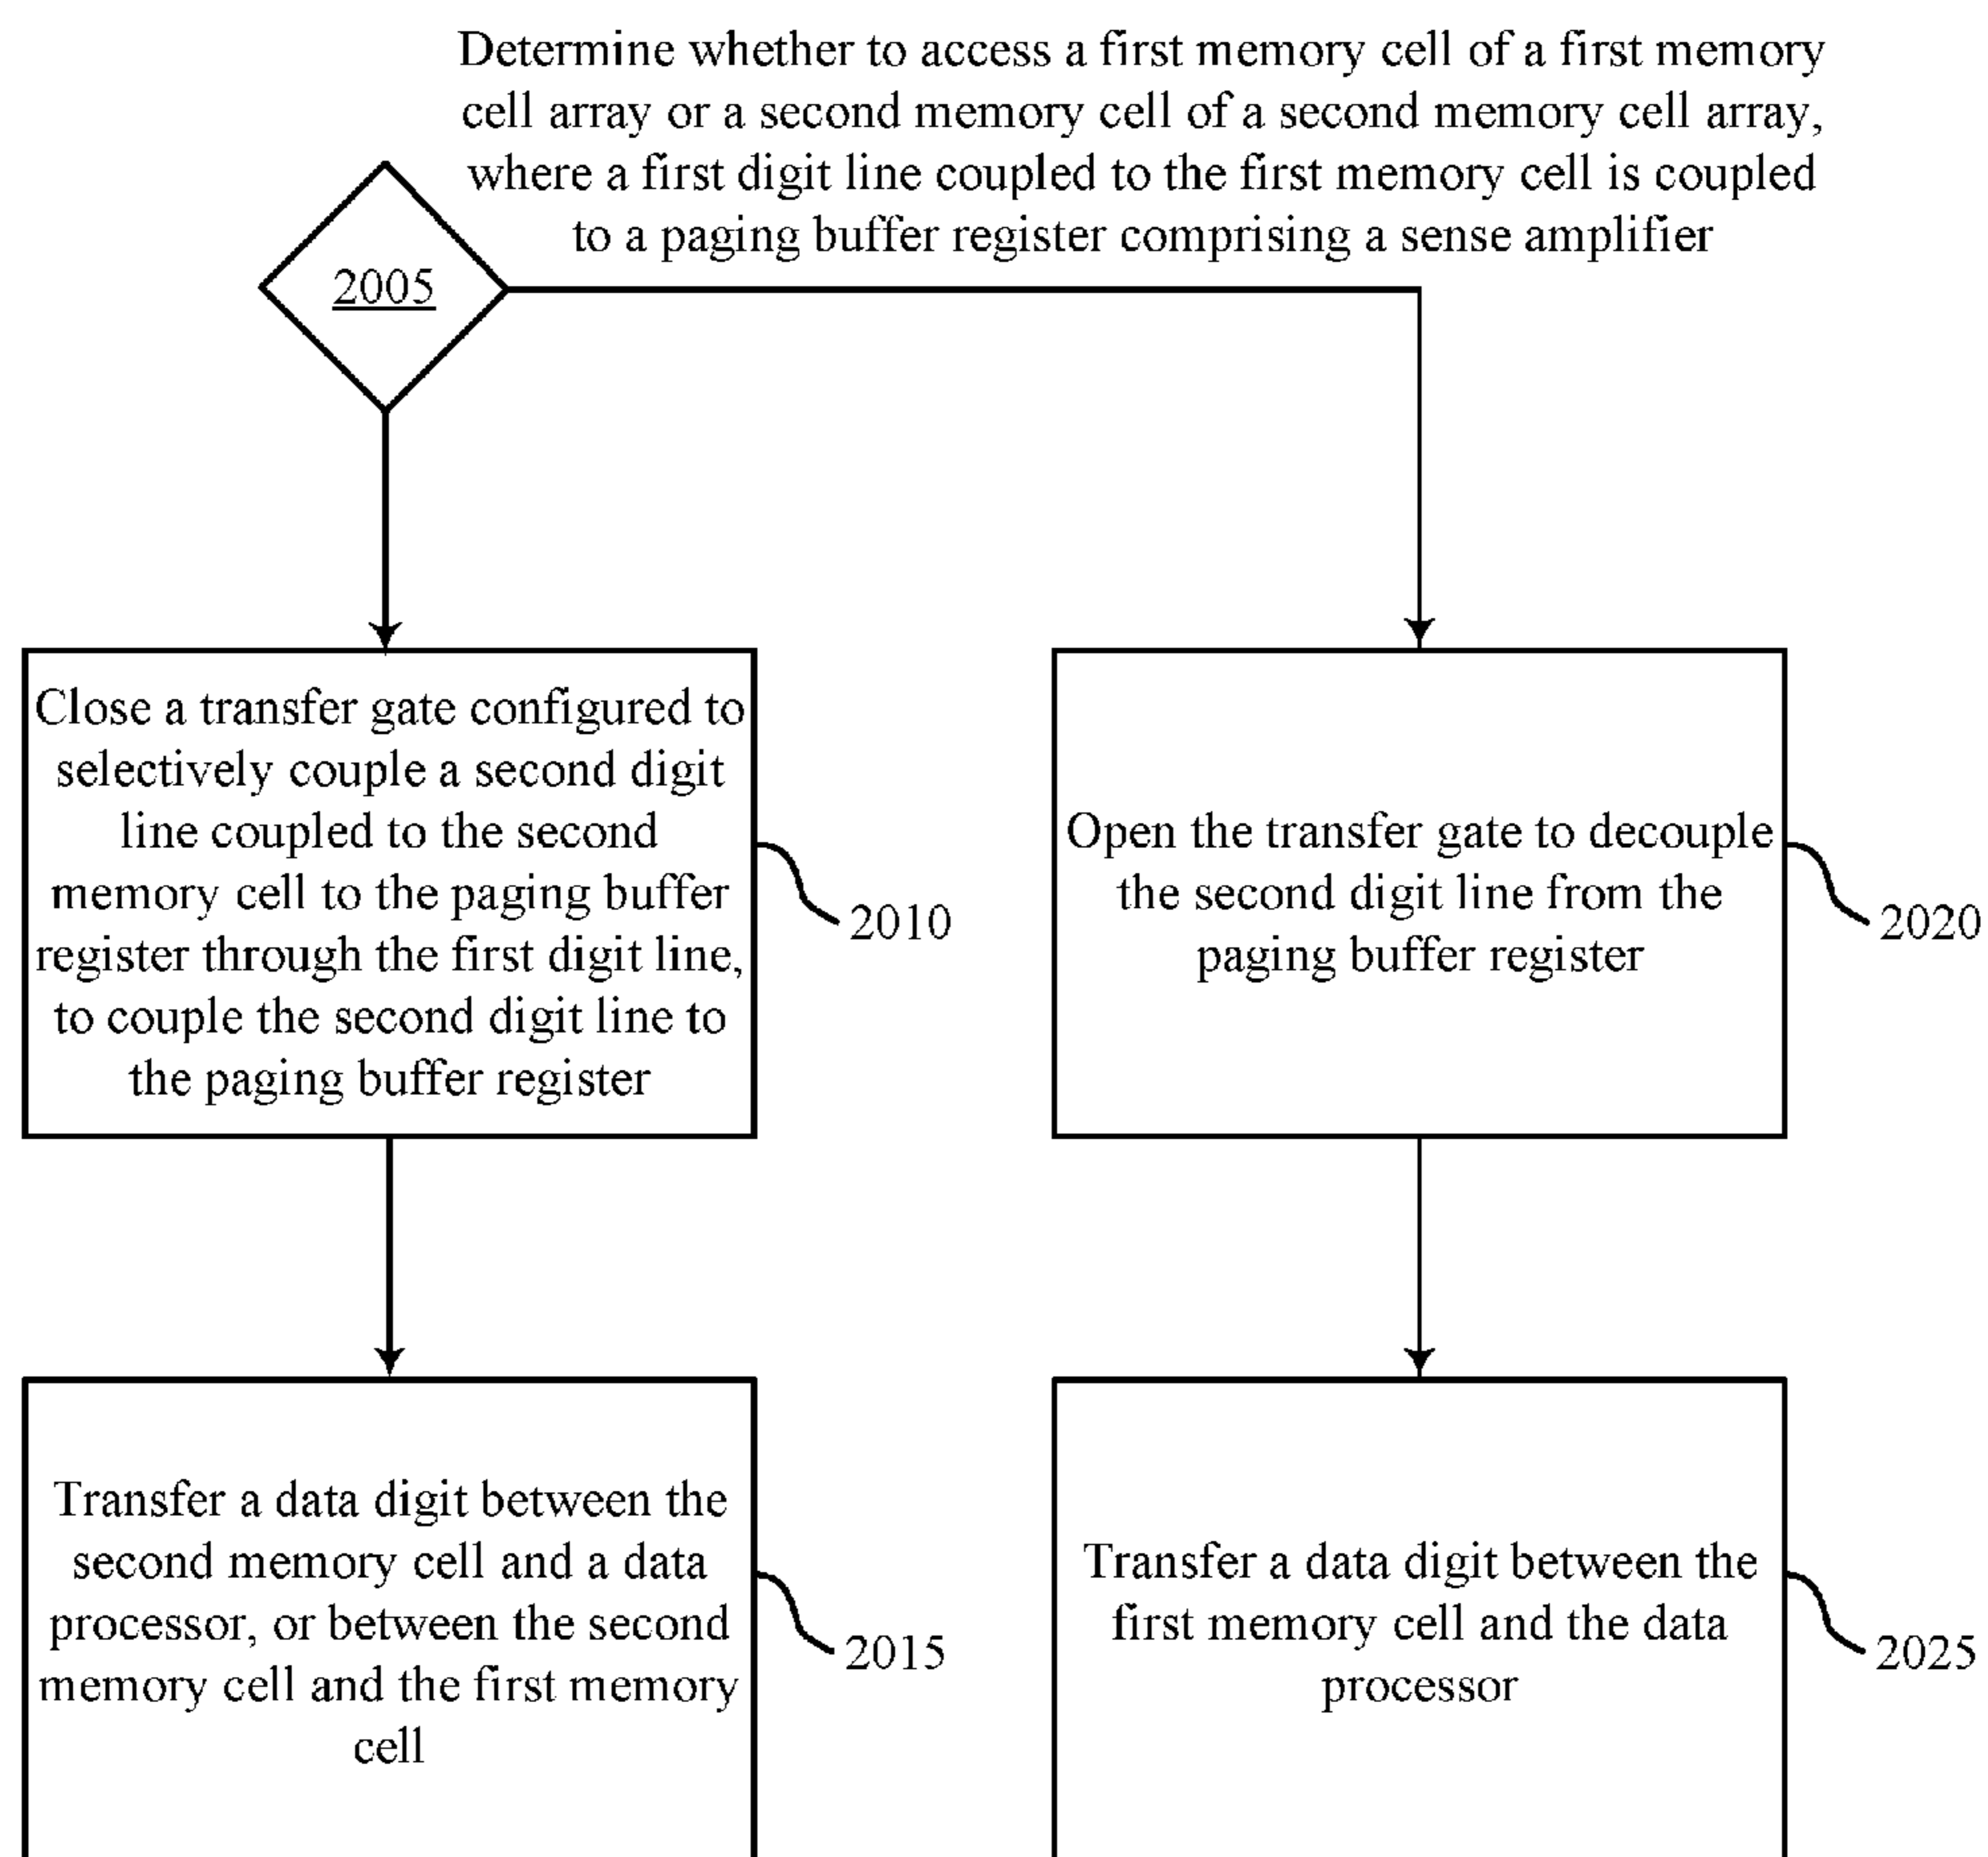 Determine whether to access a first memory cell of a first memory
cell array or a second memory cell of a second memory cell array,
where a first digit line coupled to the first memory cell is coupled
to a paging buffer register comprising a sense amplifier
2005
Close a transfer gate configured to
selectively couple a second digit
line coupled to the second
memory cell to the paging buffer
register through the first digit line,
to couple the second digit line to
the paging buffer register
2010
Open the transfer gate to decouple
the second digit line from the
paging buffer register
2020
Transfer a data digit between the
second memory cell and a data
processor, or between the second
memory cell and the first memory
cell
2015
Transfer a data digit between the
first memory cell and the data
processor
2025